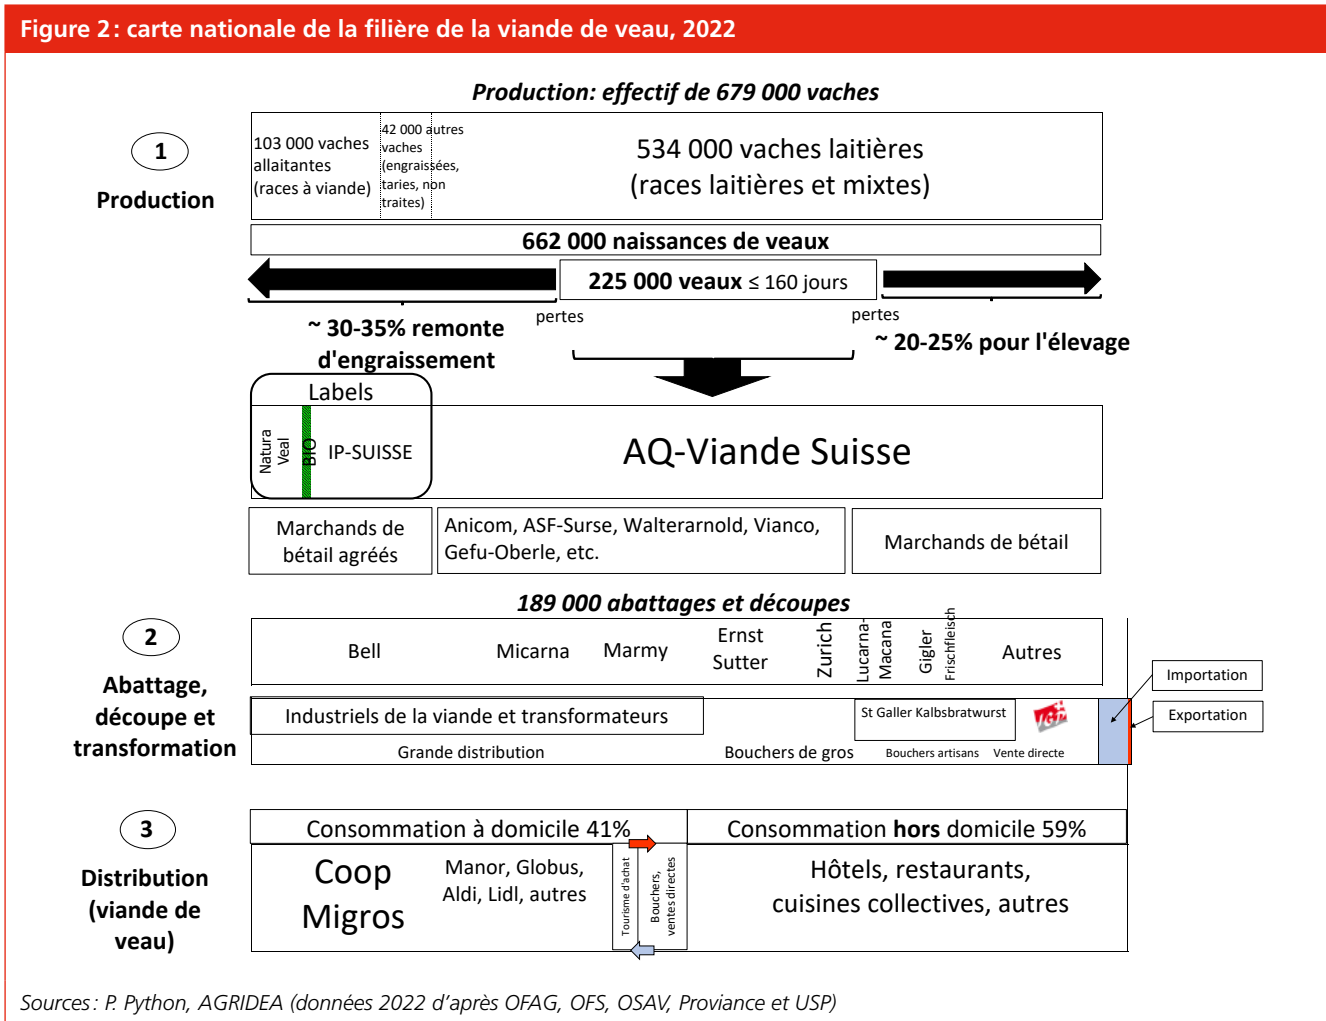 Figure 2 : carte nationale de la filière de la viande de veau, 2022
Production: effectif de 679 000 vaches
1
Production
103 000 vaches
allaitantes
(races à viande)
42 000 autres
vaches
(engraissées,
taries, non
traites)
534 000 vaches laitières
(races laitières et mixtes)
662 000 naissances de veaux
225 000 veaux ≤ 160 jours
pertes
pertes
~ 30-35% remonte
d'engraissement
~ 20-25% pour l'élevage
Labels
Natura
Veal
BIO
IP-SUISSE
AQ-Viande Suisse
Marchands de
bétail agréés
Anicom, ASF-Surse, Walterarnold, Vianco,
Gefu-Oberle, etc.
Marchands de bétail
189 000 abattages et découpes
2
Abattage,
découpe et
transformation
Bell
Micarna
Marmy
Ernst
Sutter
Zurich
Lucarna-
Macana
Gigler
Frischfleisch
Autres
Importation
Exportation
Industriels de la viande et transformateurs
St Galler Kalbsbratwurst
IGP
Grande distribution
Bouchers de gros
Bouchers artisans
Vente directe
3
Distribution
(viande de
veau)
Consommation à domicile 41%
Consommation hors domicile 59%
Coop
Migros
Manor, Globus,
Aldi, Lidl, autres
Tourisme d'achat
Bouchers,
ventes directes
Hôtels, restaurants,
cuisines collectives, autres
Sources : P. Python, AGRIDEA (données 2022 d'après OFAG, OFS, OSAV, Proviance et USP)